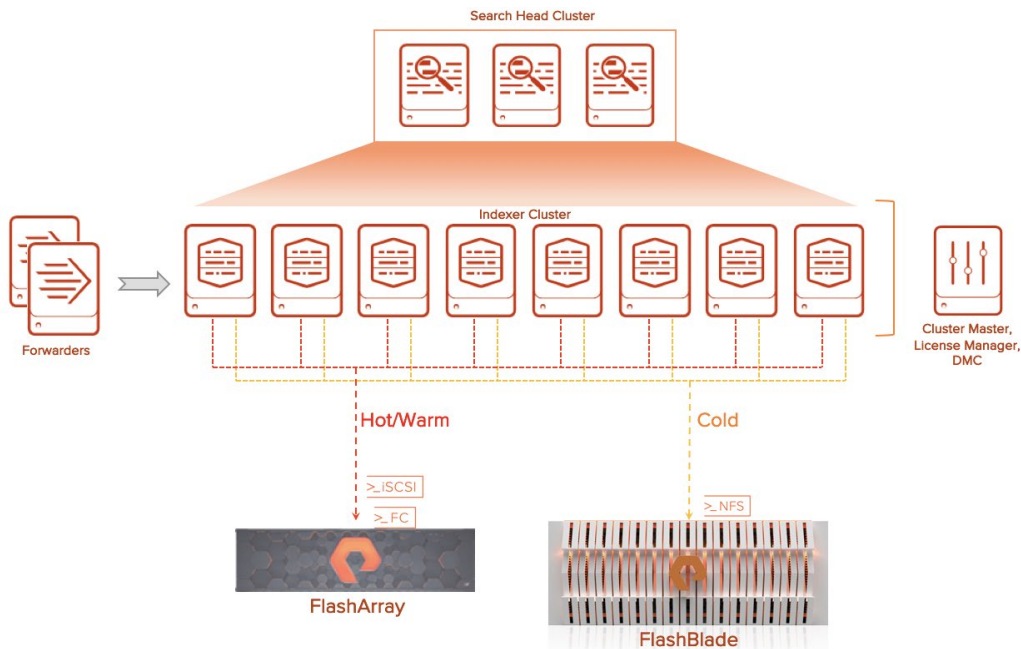 Search Head Cluster
Indexer Cluster
Forwarders
Cluster Master,
License Manager,
DMC
Hot/Warm
Cold
>_iSCSI
>_FC
>_NFS
FlashArray
FlashBlade